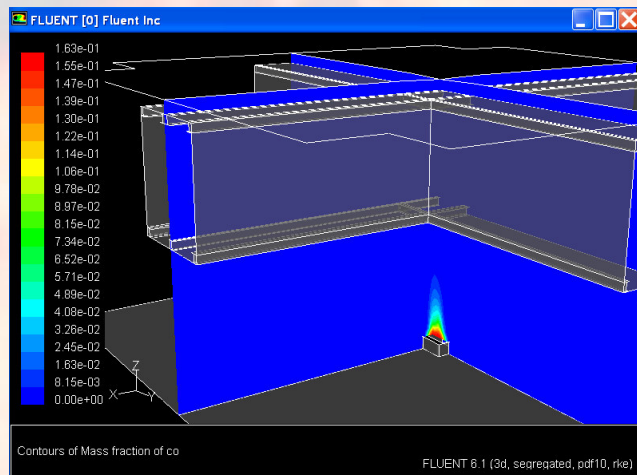 FLUENT [0] Fluent Inc
1.63e-01
1.55e-01
1.47e-01
1.39e-01
1.30e-01
1.22e-01
1.14e-01
1.06e-01
9.78e-02
8.97e-02
8.15e-02
7.34e-02
6.52e-02
5.71e-02
4.89e-02
4.08e-02
3.26e-02
2.45e-02
1.63e-02
8.15e-03
0.00e+00
Z
X
Y
Contours of Mass fraction of co
FLUENT 6.1 (3d, segregated, pdf10, rke)